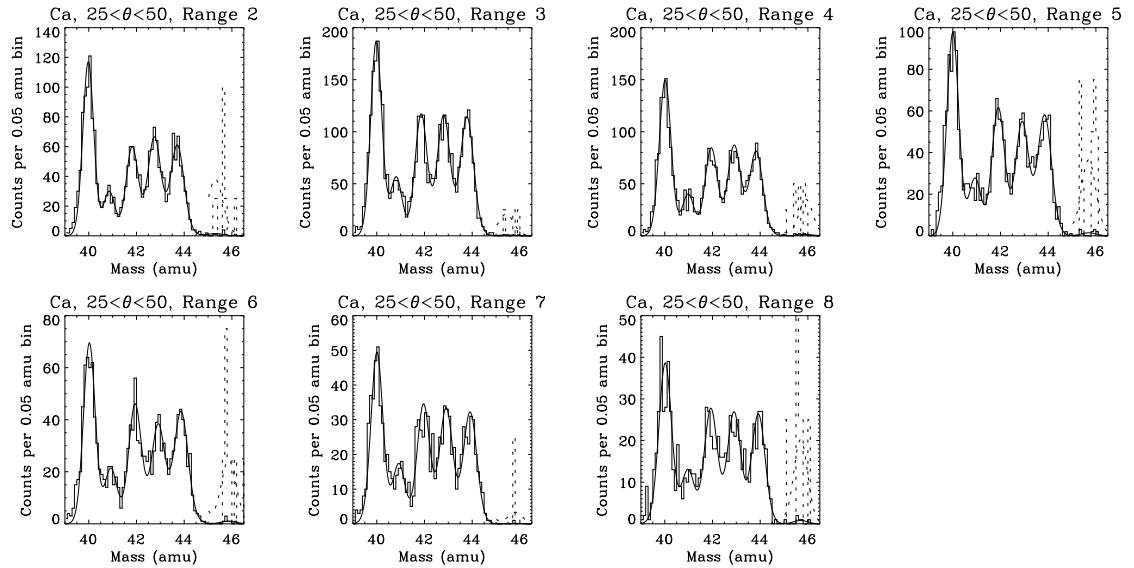 Ca, 25<θ<50, Range 2
Ca, 25<θ<50, Range 3
Ca, 25<θ<50, Range 4
Ca, 25<θ<50, Range 5
Counts per 0.05 amu bin
140
120
100
80
60
40
20
0
40 42 44 46
Mass (amu)
Counts per 0.05 amu bin
200
150
100
50
0
40 42 44 46
Mass (amu)
Counts per 0.05 amu bin
200
150
100
50
0
40 42 44 46
Mass (amu)
Counts per 0.05 amu bin
100
80
60
40
20
0
40 42 44 46
Mass (amu)
Ca, 25<θ<50, Range 6
Ca, 25<θ<50, Range 7
Ca, 25<θ<50, Range 8
Counts per 0.05 amu bin
80
60
40
20
0
40 42 44 46
Mass (amu)
Counts per 0.05 amu bin
60
50
40
30
20
10
0
40 42 44 46
Mass (amu)
Counts per 0.05 amu bin
50
40
30
20
10
0
40 42 44 46
Mass (amu)